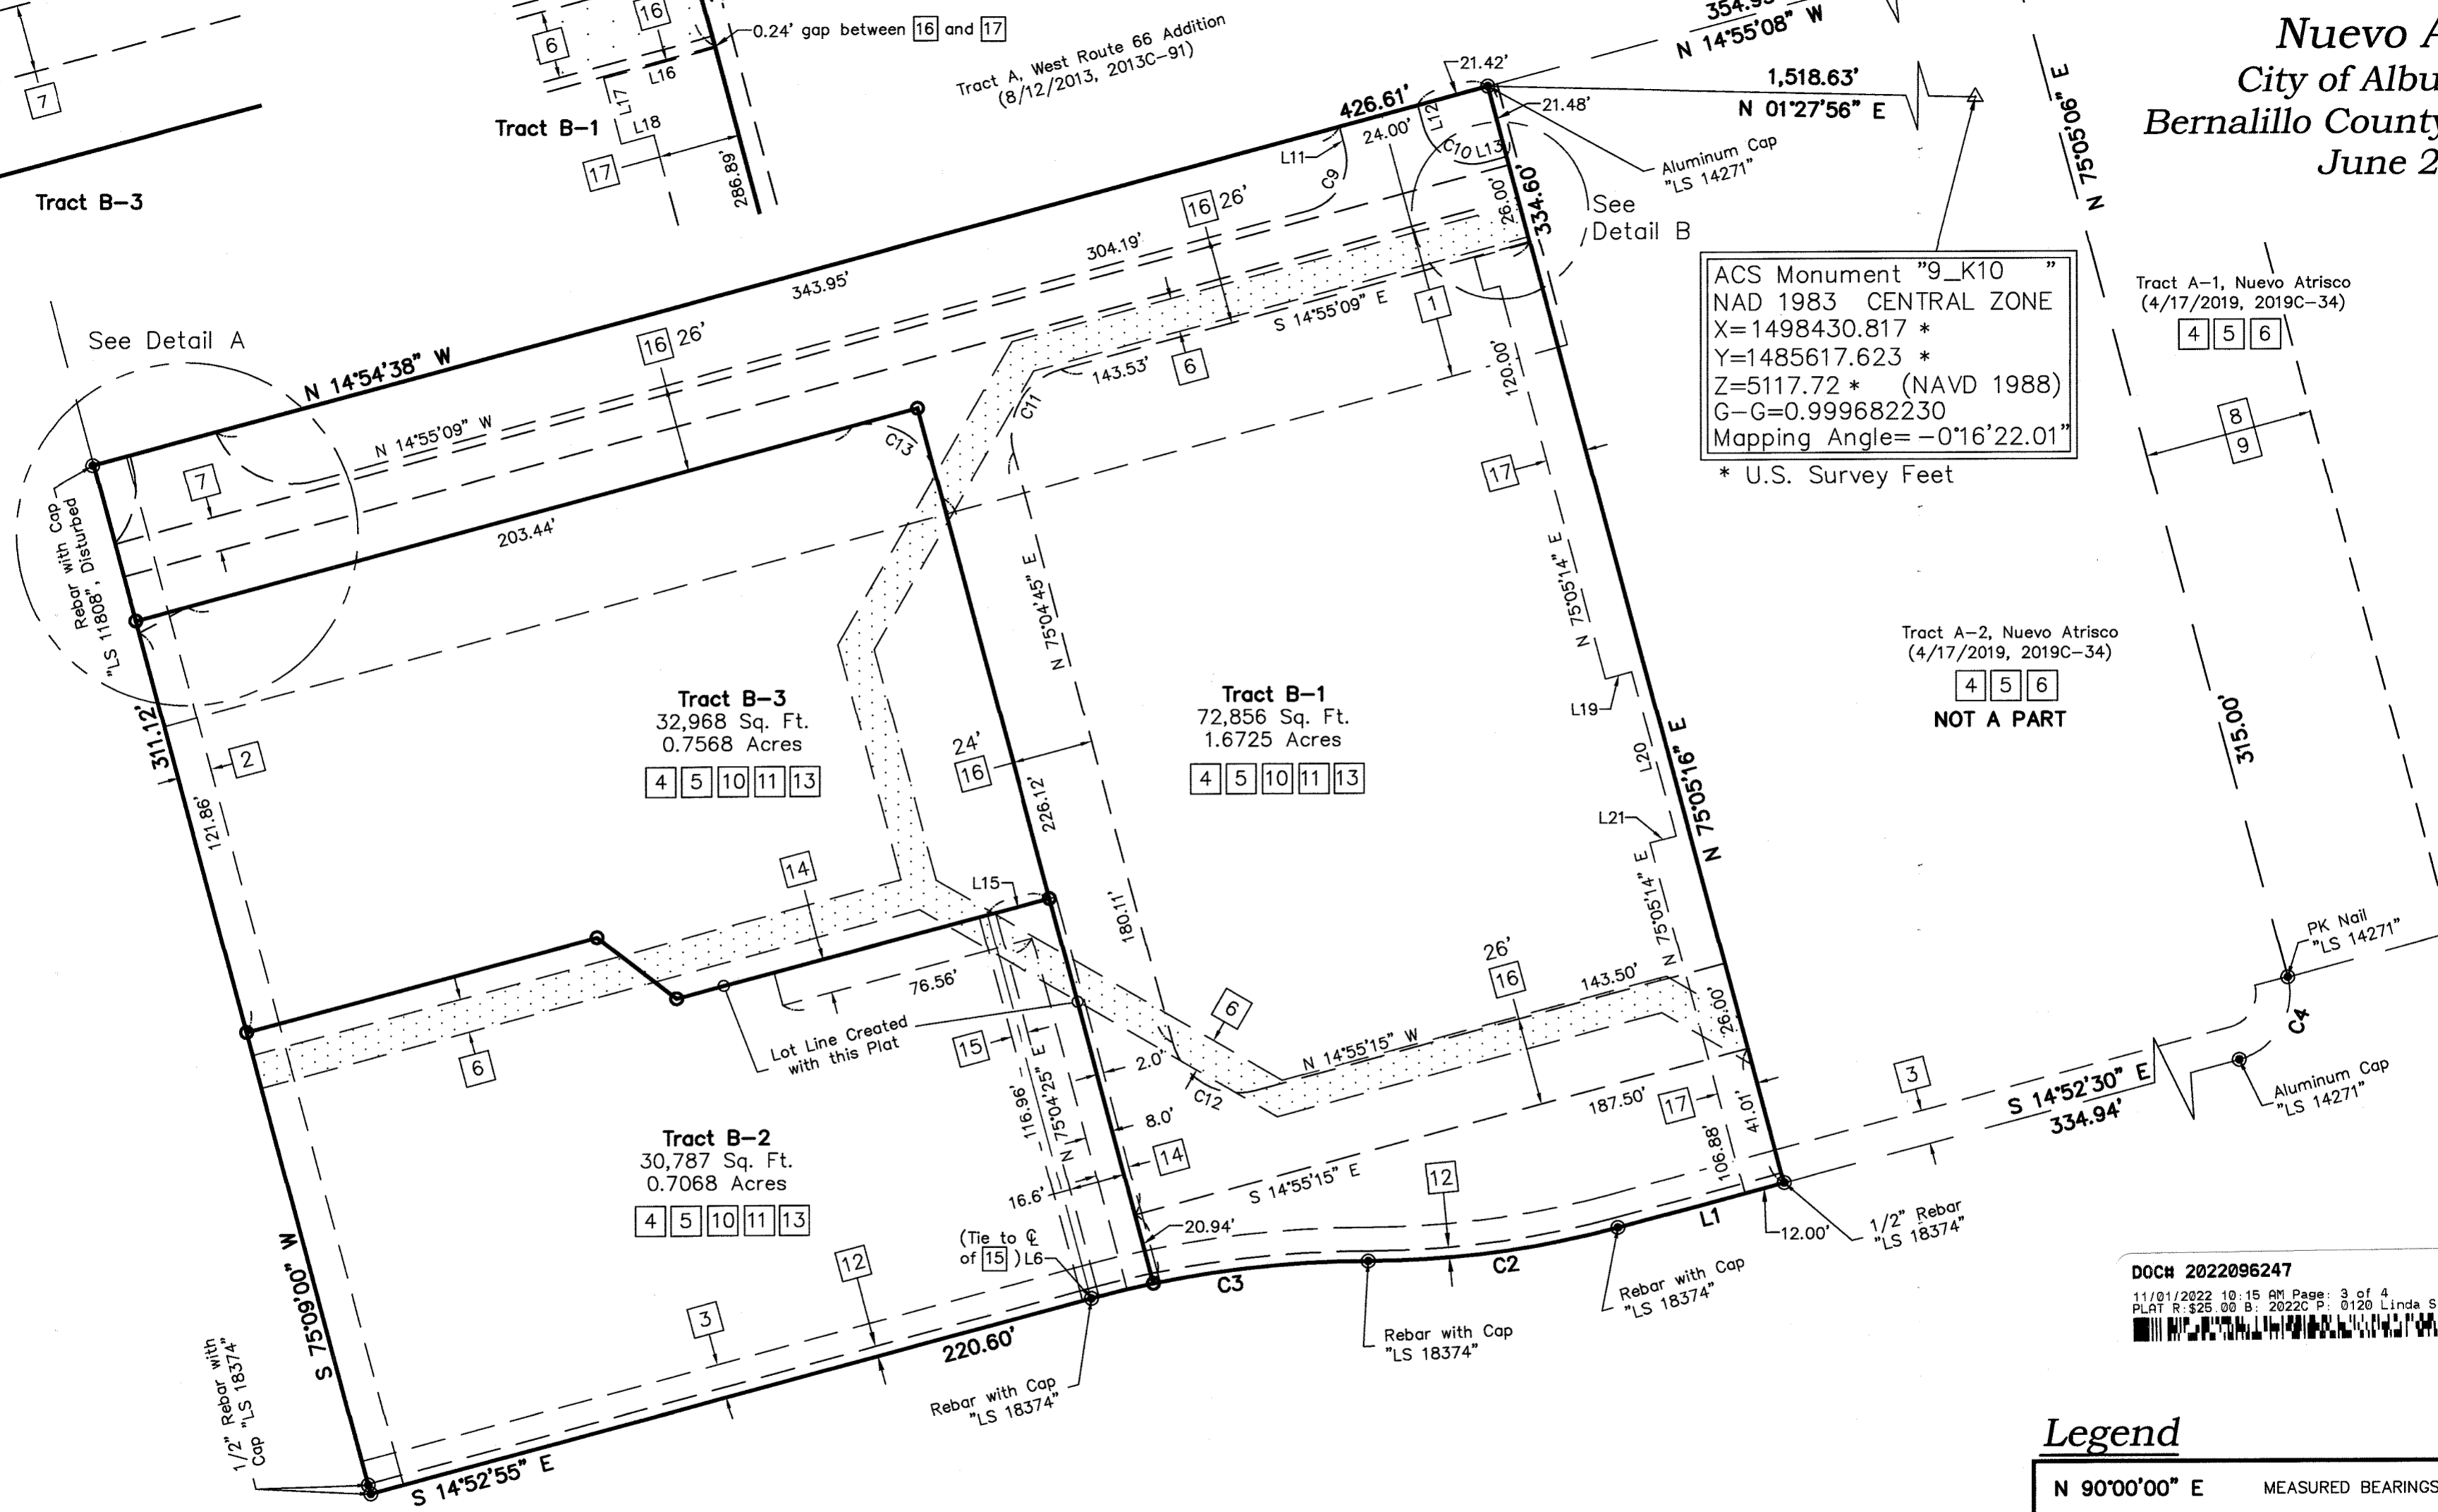 7
Tract B-3
6
16
L16
L17
L18
Tract B-1
17
286.89'
0.24' gap between 16 and 17
Tract A, West Route 66 Addition
(8/12/2013, 2013C-91)
426.61'
24.00'
L12
21.42'
21.48'
C10
L13
L11
C9
N 14°55'08" W
1,518.63'
N 01°27'56" E
Aluminum Cap
"LS 14271"
See
Detail B
N 75°05'06" E
Nuevo A
City of Albu
Bernalillo County
June 2
ACS Monument "9_K10 "
NAD 1983 CENTRAL ZONE
X=1498430.817 *
Y=1485617.623 *
Z=5117.72 * (NAVD 1988)
G-G=0.999682230
Mapping Angle= -0°16'22.01"
* U.S. Survey Feet
Tract A-1, Nuevo Atrisco
(4/17/2019, 2019C-34)
4 5 6
8
9
See Detail A
N 14°54'38" W
343.95'
304.19'
16 26'
16 26'
26.00'
334.60'
S 14°55'09" E
1
6
143.53'
120.00'
C11
C13
N 14°55'09" W
7
203.44'
Rebar with Cap
"LS 11808", Disturbed
17
N 75°04'45" E
N 75°05'14" E
Tract A-2, Nuevo Atrisco
(4/17/2019, 2019C-34)
4 5 6
NOT A PART
315.00'
311.12'
2
121.86'
Tract B-3
32,968 Sq. Ft.
0.7568 Acres
4 5 10 11 13
24'
16
226.12'
Tract B-1
72,856 Sq. Ft.
1.6725 Acres
4 5 10 11 13
L19
L20
L21
N 75°05'16" E
N 75°05'14" E
14
L15
180.11'
76.56'
Lot Line Created
with this Plat
15
6
6
2.0'
8.0'
C12
26'
16
143.50'
N 14°55'15" W
26.00'
PK Nail
"LS 14271"
C4
Aluminum Cap
"LS 14271"
3
S 14°52'30" E
334.94'
187.50'
17
41.01'
106.88'
116.96'
N 75°04'25" E
14
16.6'
S 14°55'15" E
12
Tract B-2
30,787 Sq. Ft.
0.7068 Acres
4 5 10 11 13
(Tie to ℄
of 15 )L6
20.94'
C3
C2
L1
12.00'
1/2" Rebar
"LS 18374"
Rebar with Cap
"LS 18374"
Rebar with Cap
"LS 18374"
12
3
220.60'
Rebar with Cap
"LS 18374"
S 75°09'00" W
1/2" Rebar with
Cap "LS 18374"
S 14°52'55" E
DOC# 2022096247
11/01/2022 10:15 AM Page: 3 of 4
PLAT R:$25.00 B: 2022C P: 0120 Linda S
Legend
N 90°00'00" E MEASURED BEARINGS